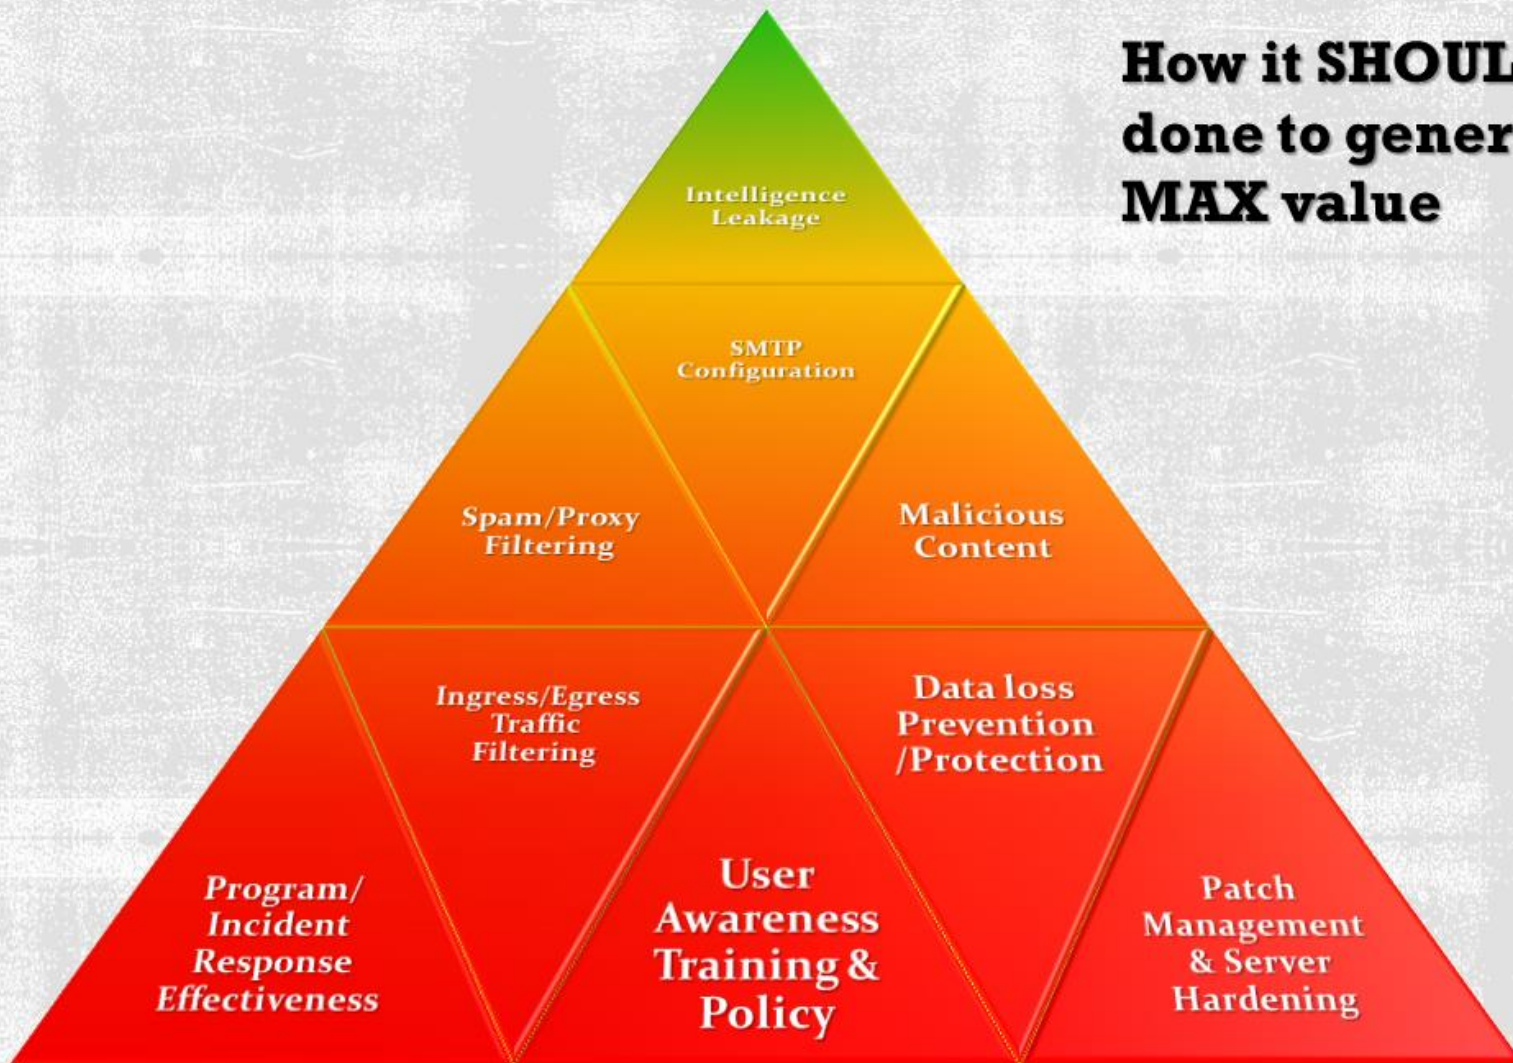 How it SHOUL
done to gener
MAX value
Intelligence
Leakage
SMTP
Configuration
Spam/Proxy
Filtering
Malicious
Content
Ingress/Egress
Traffic
Filtering
Data loss
Prevention
/Protection
Program/
Incident
Response
Effectiveness
User
Awareness
Training &
Policy
Patch
Management
& Server
Hardening